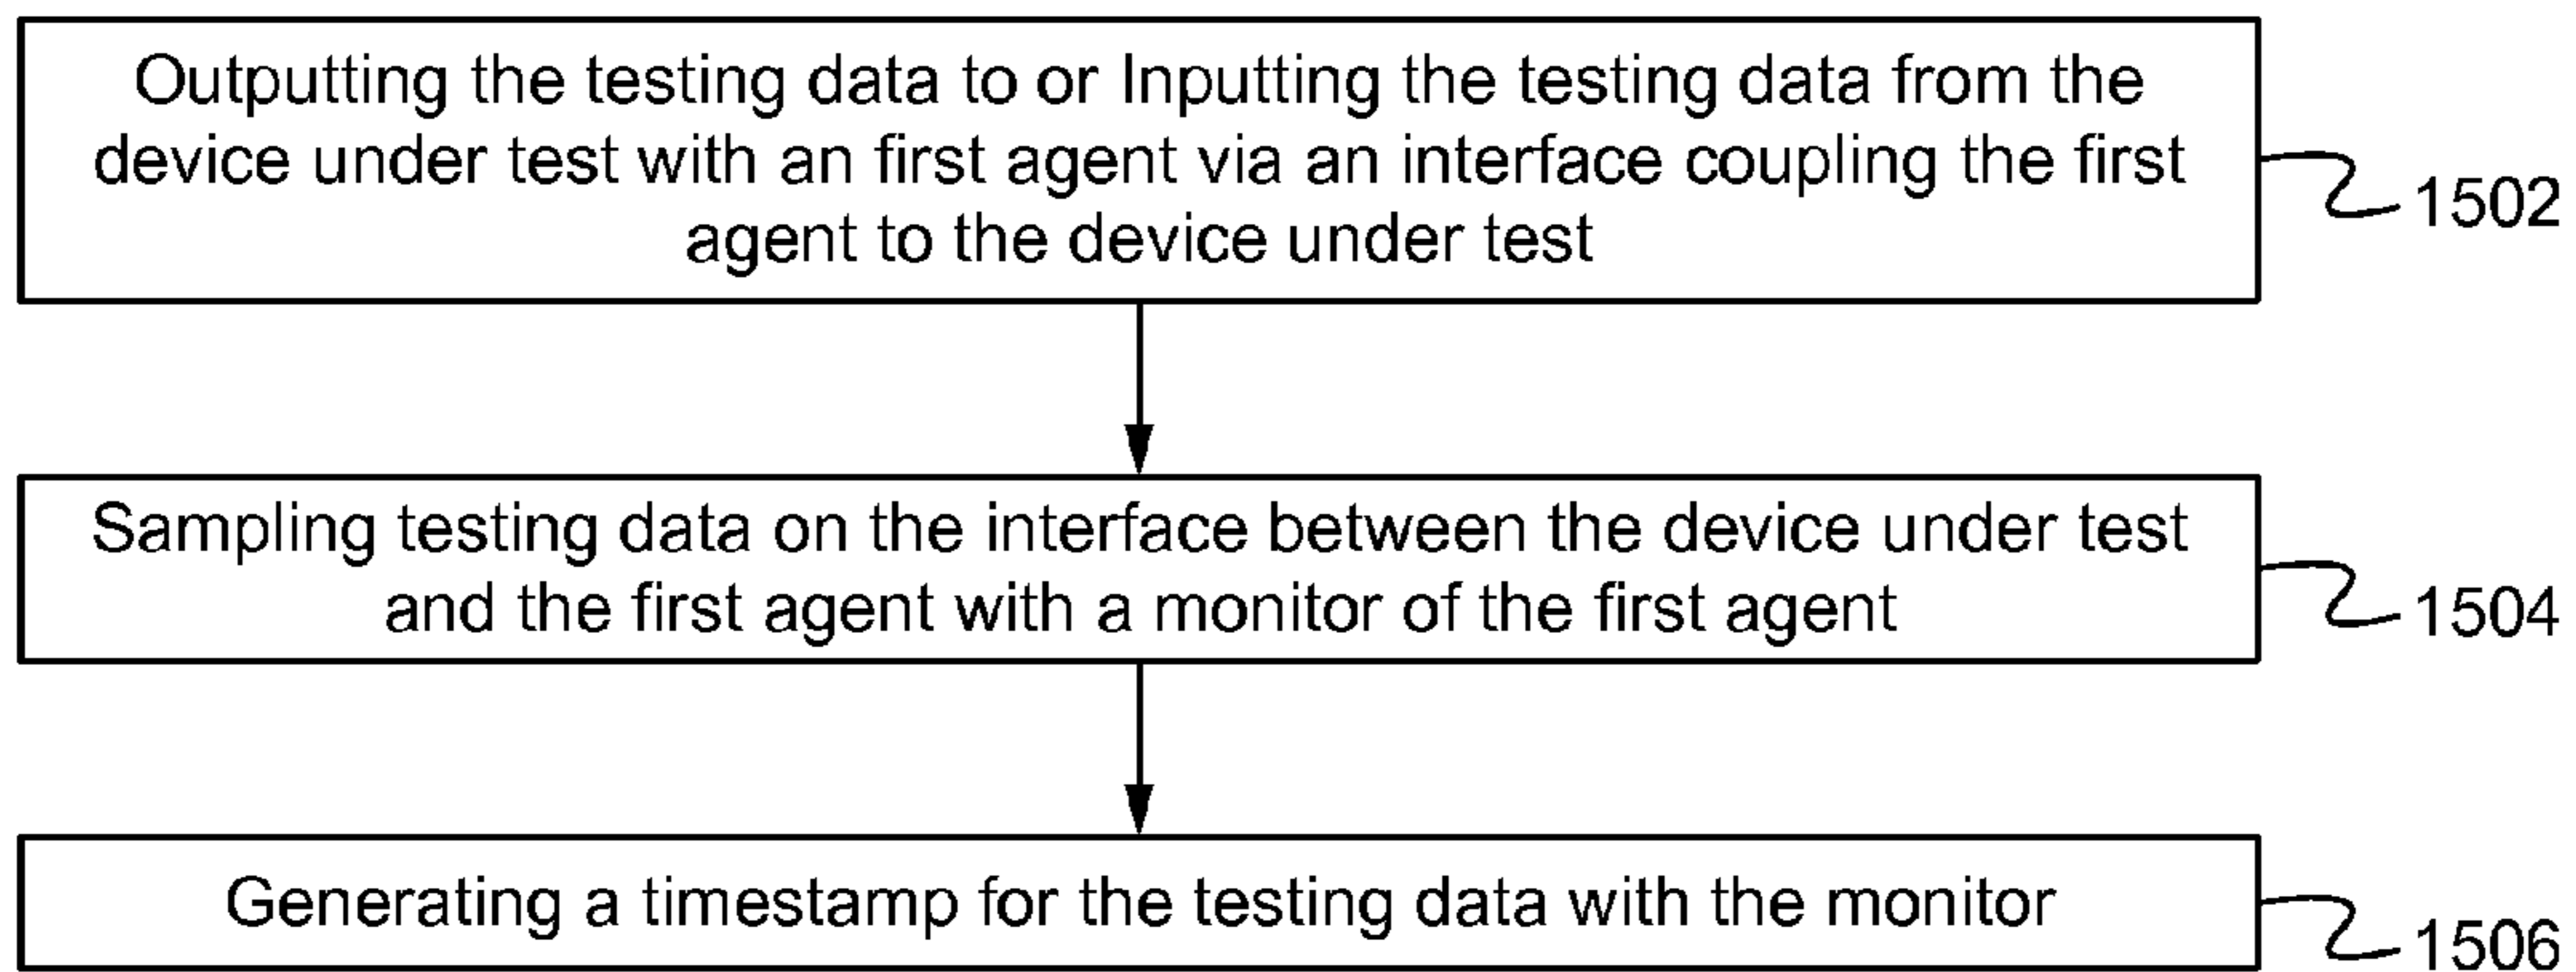 Outputting the testing data to or Inputting the testing data from the
device under test with an first agent via an interface coupling the first
agent to the device under test
1502
Sampling testing data on the interface between the device under test
and the first agent with a monitor of the first agent
1504
Generating a timestamp for the testing data with the monitor
1506